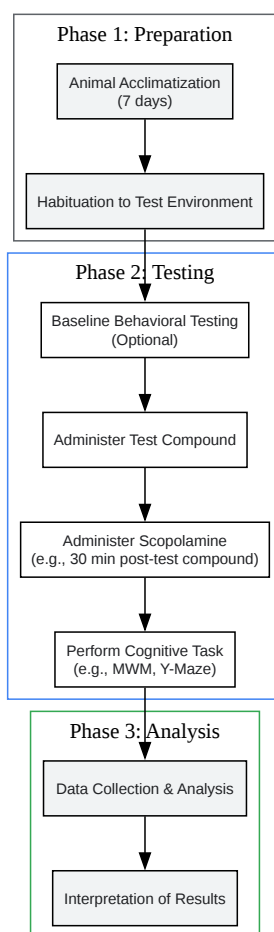 Phase 1: Preparation
Animal Acclimatization
(7 days)
Habituation to Test Environment
Phase 2: Testing
Baseline Behavioral Testing
(Optional)
Administer Test Compound
Administer Scopolamine
(e.g., 30 min post-test compound)
Perform Cognitive Task
(e.g., MWM, Y-Maze)
Phase 3: Analysis
Data Collection & Analysis
Interpretation of Results